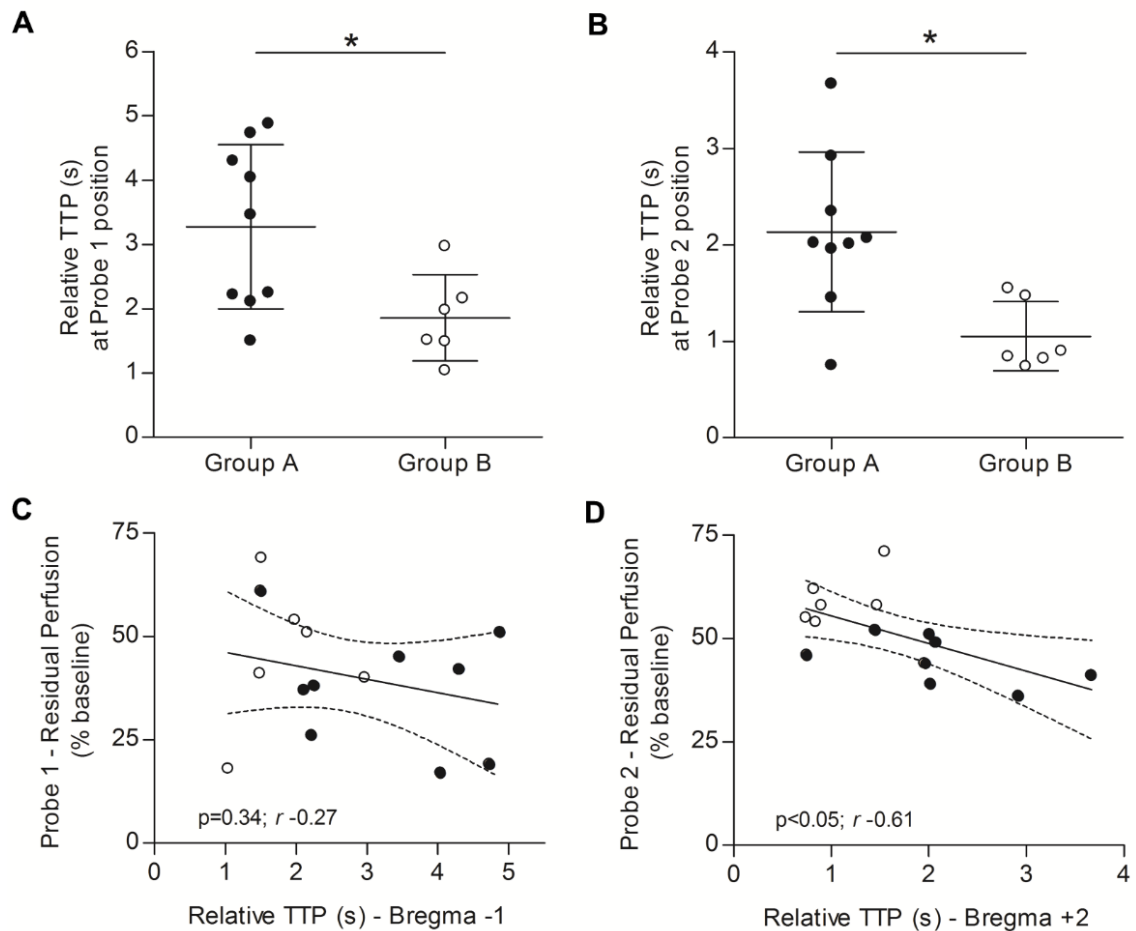 A
*
6
5
4
3
2
1
0
Relative TTP (s)
at Probe 1 position
Group A
Group B
B
*
4
3
2
1
0
Relative TTP (s)
at Probe 2 position
Group A
Group B
C
75
50
25
0
Probe 1 - Residual Perfusion
(% baseline)
p=0.34; r -0.27
0 1 2 3 4 5
Relative TTP (s) - Bregma -1
D
75
50
25
0
Probe 2 - Residual Perfusion
(% baseline)
p<0.05; r -0.61
0 1 2 3 4
Relative TTP (s) - Bregma +2